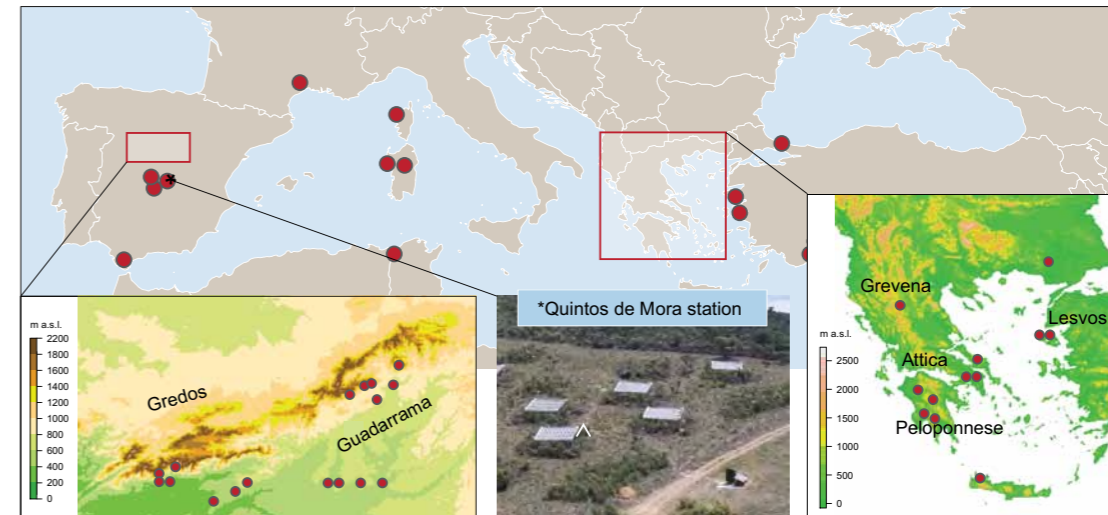 *Quintos de Mora station
m a.s.l.
2200
2000
1800
1600
1400
1200
1000
800
600
400
200
0
Gredos
Guadarrama
Grevena
Lesvos
Attica
Peloponnese
m a.s.l.
2500
2000
1500
1000
500
0